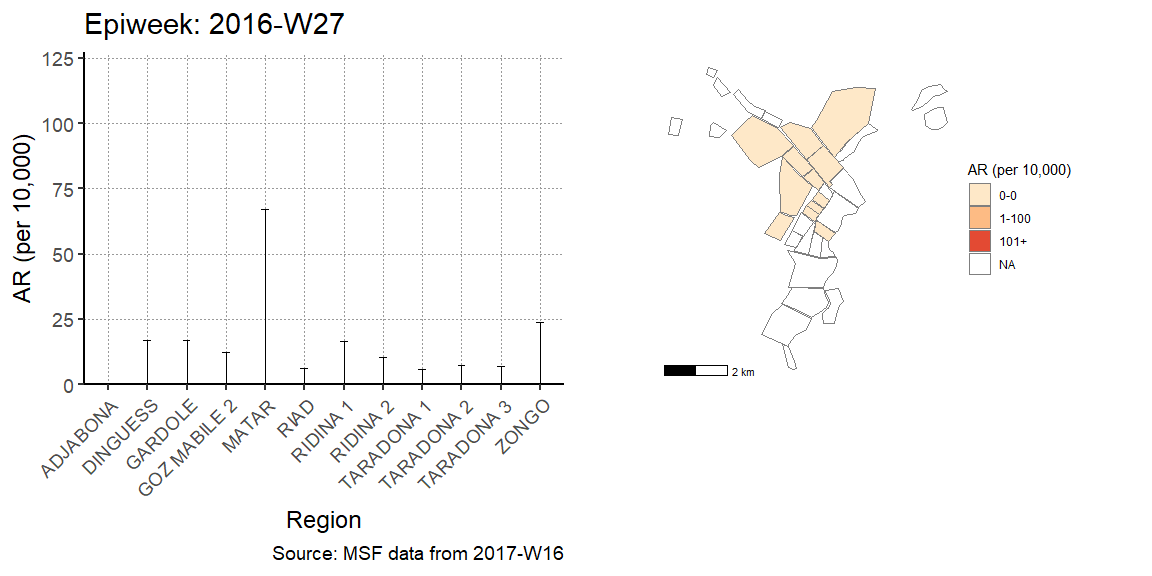 Epiweek: 2016-W27
AR (per 10,000)
125
100
75
50
25
0
ADJABONA
DINGUESS
GARDOLE
GOZ MABILE 2
MATAR
RIAD
RIDINA 1
RIDINA 2
TARADONA 1
TARADONA 2
TARADONA 3
ZONGO
Region
Source: MSF data from 2017-W16
AR (per 10,000)
0-0
1-100
101+
NA
2 km